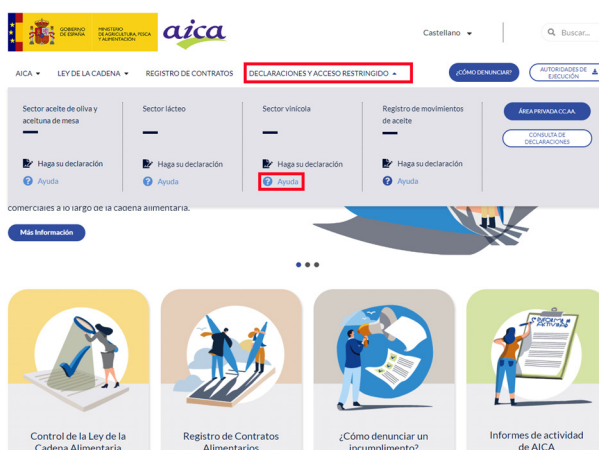 GOBIERNO
DE ESPAÑA
MINISTERIO
DE AGRICULTURA, PESCA
Y ALIMENTACIÓN
aica
Castellano
Buscar...
AICA
LEY DE LA CADENA
REGISTRO DE CONTRATOS
DECLARACIONES Y ACCESO RESTRINGIDO
¿CÓMO DENUNCIAR?
AUTORIDADES DE
EJECUCIÓN
Sector aceite de oliva y
aceituna de mesa
Haga su declaración
Ayuda
Sector lácteo
Haga su declaración
Ayuda
Sector vinícola
Haga su declaración
Ayuda
Registro de movimientos
de aceite
Haga su declaración
Ayuda
ÁREA PRIVADA CC.AA.
CONSULTA DE
DECLARACIONES
comerciales a lo largo de la cadena alimentaria.
Más Información
Control de la Ley de la
Cadena Alimentaria
Registro de Contratos
Alimentarios
¿Cómo denunciar un
incumplimiento?
Informes de actividad
de AICA